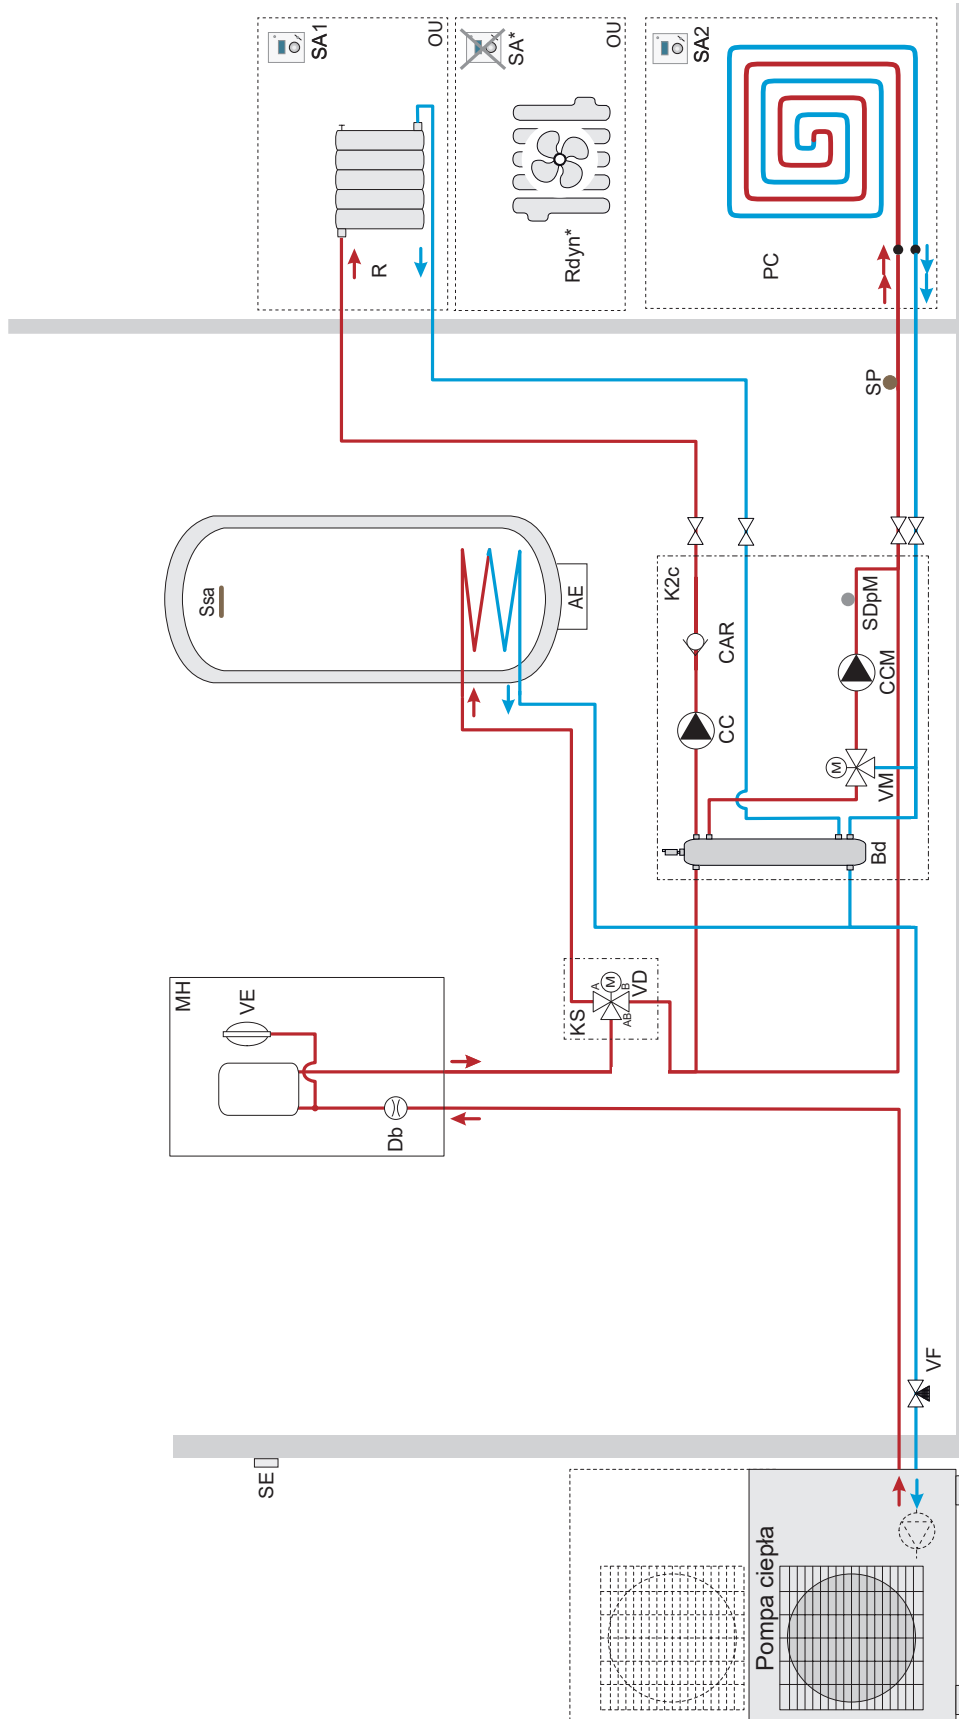 SA1
OU
SA*
OU
SA2
R
Rdyn*
PC
SP
Ssa
AE
K2c
CAR
CC
SDpM
CCM
M
VM
Bd
MH
VE
Db
KS
A
M
B
AB
VD
VF
SE
Pompa ciepła